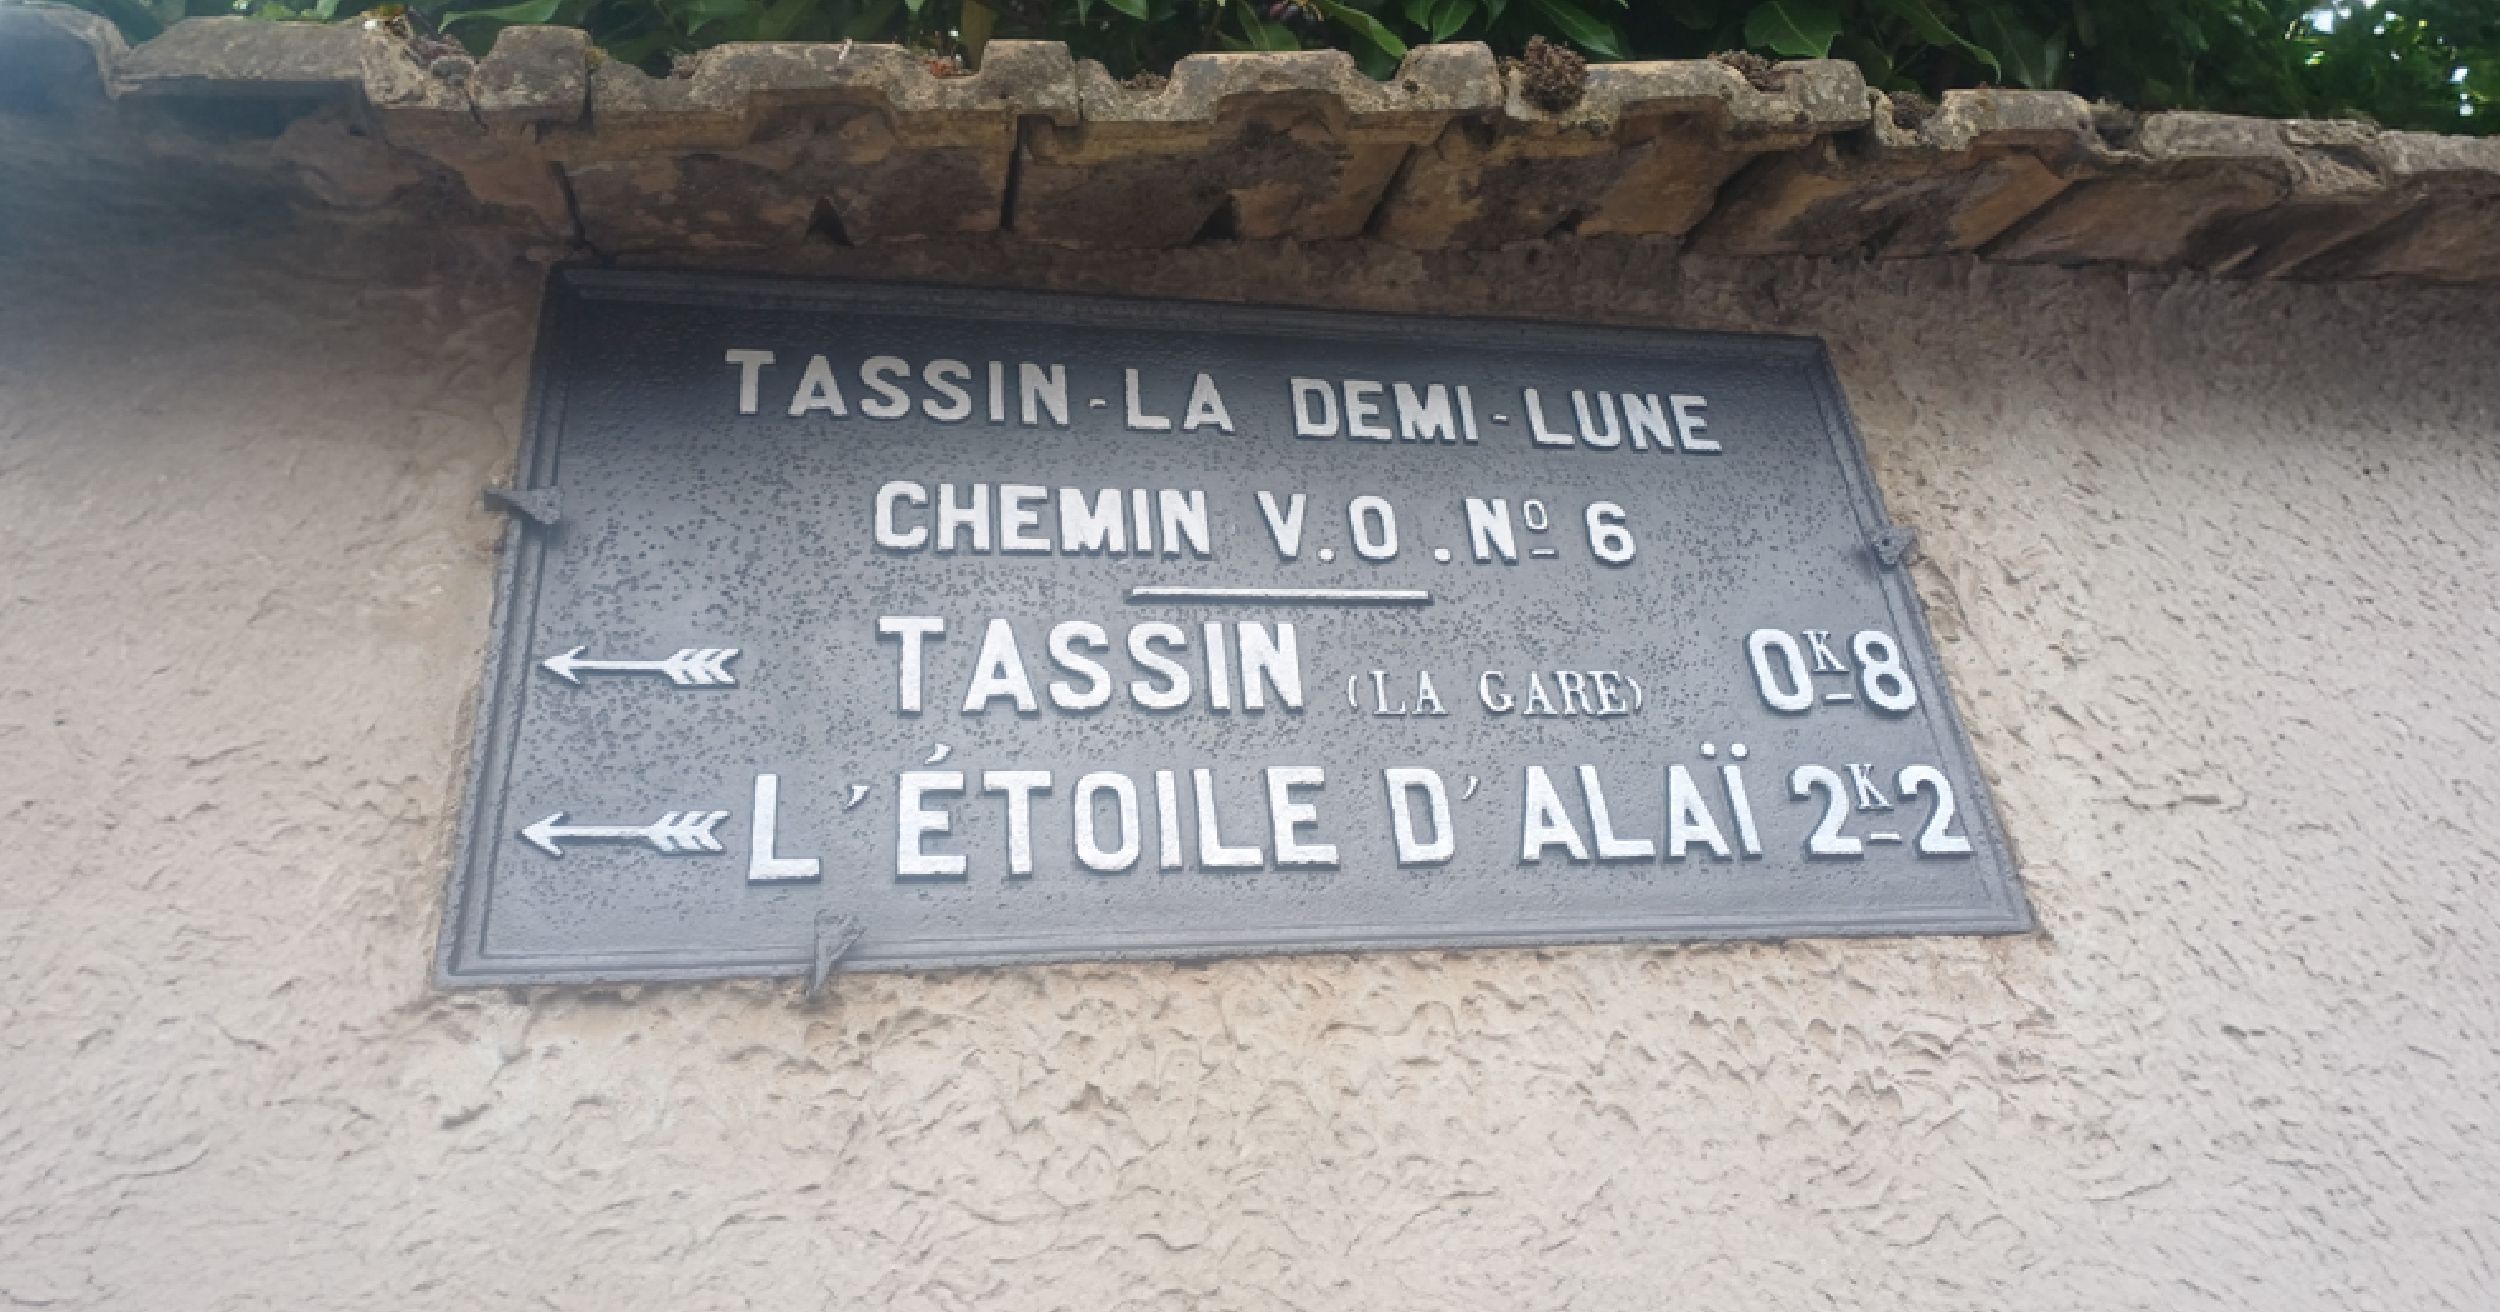 TASSIN-LA DEMI-LUNE
CHEMIN V.O.Nº 6
TASSIN (LA GARE) 0K8
L'ÉTOILE D'ALAÏ 2K2